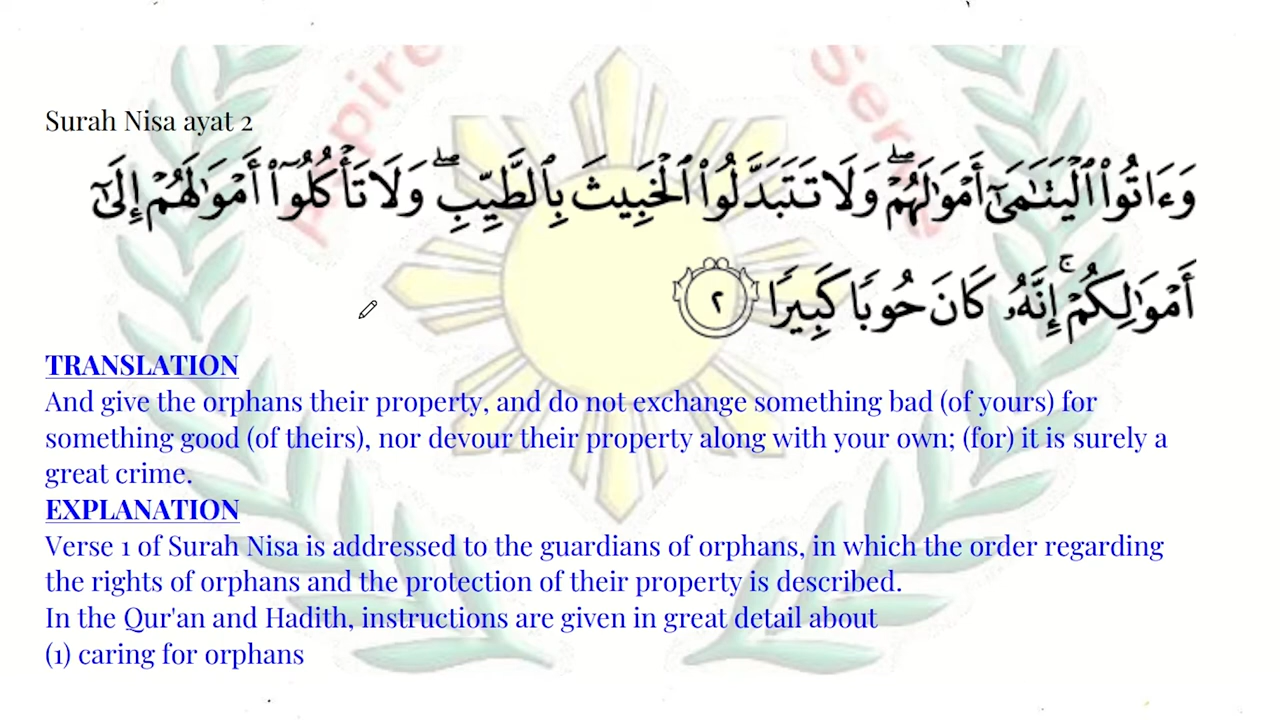 Surah Nisa ayat 2
وَءَاتُوا۟ ٱلْيَتَـٰمَىٰٓ أَمْوَٰلَهُمْ ۖ وَلَا تَتَبَدَّلُوا۟ ٱلْخَبِيثَ بِٱلطَّيِّبِ ۖ وَلَا تَأْكُلُوٓا۟ أَمْوَٰلَهُمْ إِلَىٰٓ
أَمْوَٰلِكُمْ ۚ إِنَّهُۥ كَانَ حُوبًا كَبِيرًا ٢
TRANSLATION
And give the orphans their property, and do not exchange something bad (of yours) for
something good (of theirs), nor devour their property along with your own; (for) it is surely a
great crime.
EXPLANATION
Verse 1 of Surah Nisa is addressed to the guardians of orphans, in which the order regarding
the rights of orphans and the protection of their property is described.
In the Qur'an and Hadith, instructions are given in great detail about
(1) caring for orphans